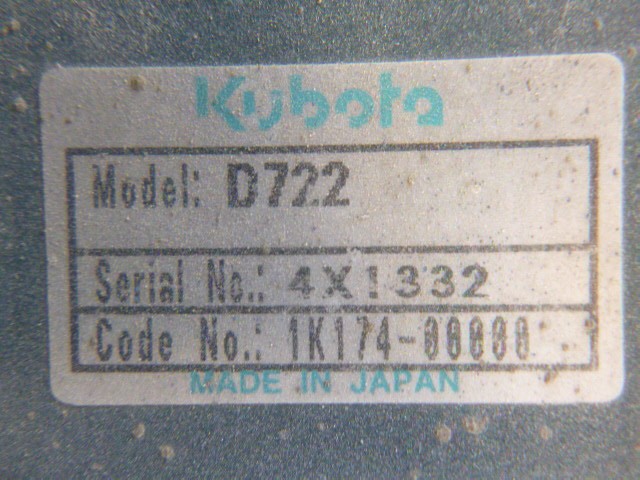 Kubota
Model: D722
Serial No.: 4X1332
Code No.: 1K174-00000
MADE IN JAPAN